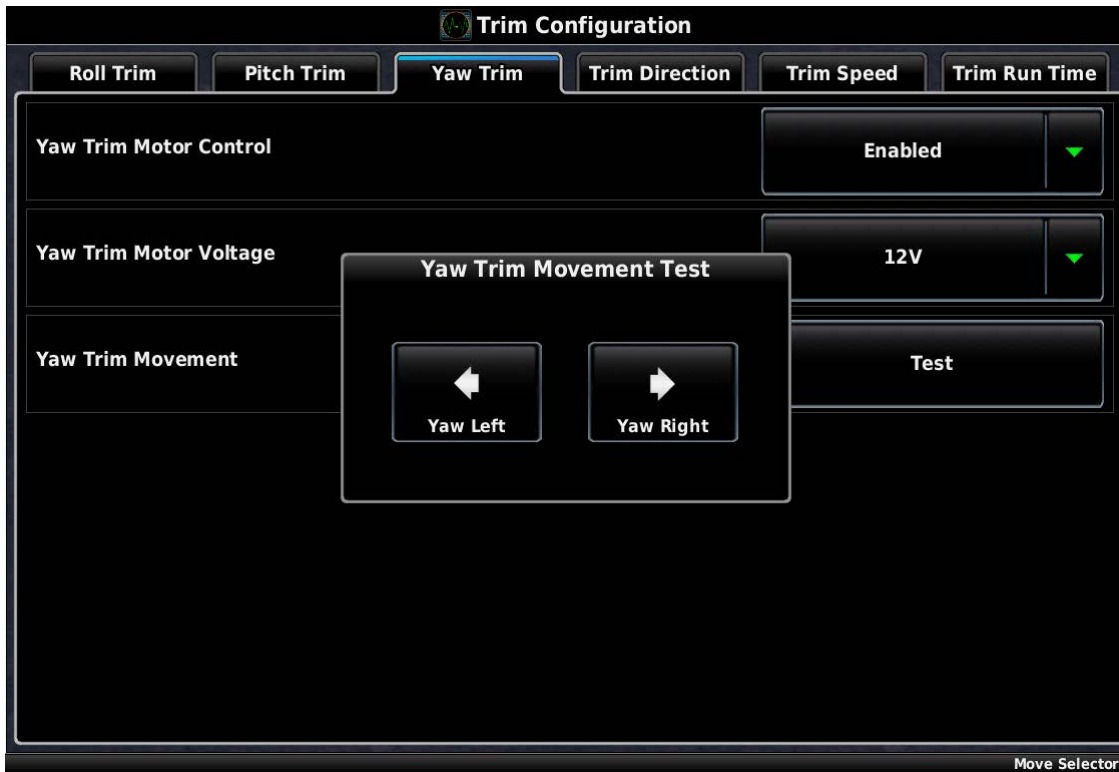 Trim Configuration
Roll Trim
Pitch Trim
Yaw Trim
Trim Direction
Trim Speed
Trim Run Time
Yaw Trim Motor Control
Enabled
Yaw Trim Motor Voltage
12V
Yaw Trim Movement Test
Yaw Trim Movement
Test
Yaw Left
Yaw Right
Move Selector